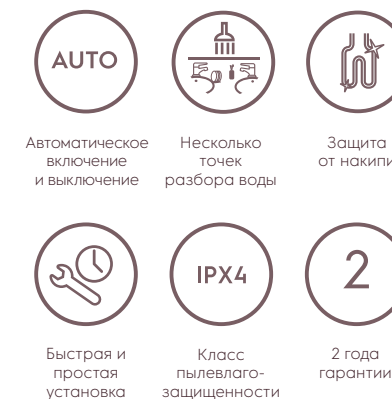 AUTO
Автоматическое
включение
и выключение
Несколько
точек
разбора воды
Защита
от накипи
Быстрая и
простая
установка
IPX4
Класс
пылевлаго-
защищенности
2
2 года
гарантии